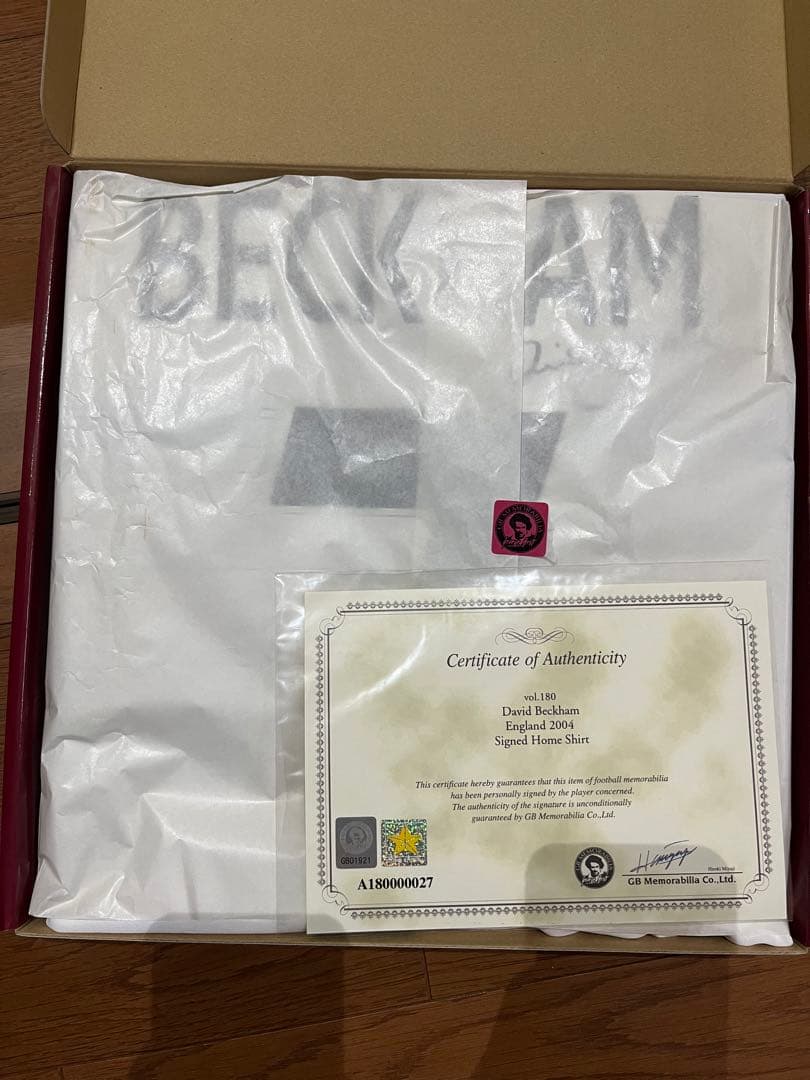 BECK AM
Certificate of Authenticity
vol.180
David Beckham
England 2004
Signed Home Shirt
This certificate hereby guarantees that this item of football memorabilia
has been personally signed by the player concerned.
The authenticity of the signature is unconditionally
guaranteed by GB Memorabilia Co.,Ltd.
GB01921
A180000027
GB Memorabilia Co.,Ltd.